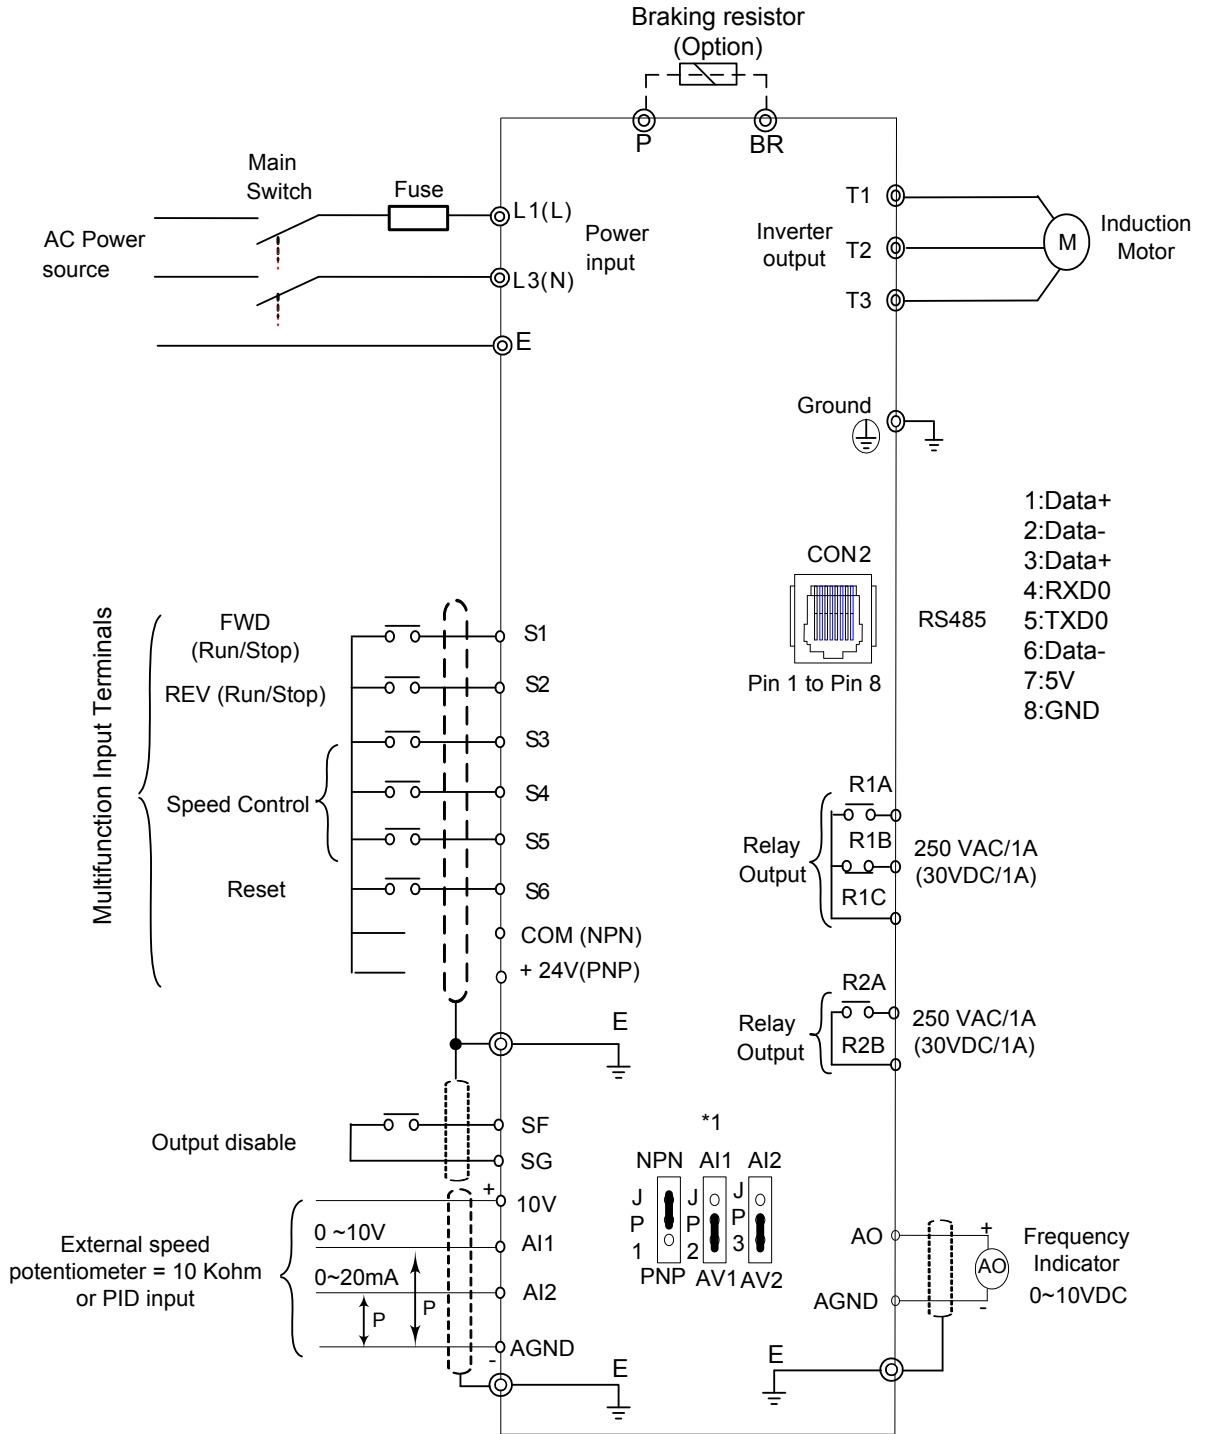 Braking resistor
(Option)
P
BR
Main
Switch
Fuse
AC Power
source
L1(L)
L3(N)
E
Power
input
Inverter
output
T1
T2
T3
M
Induction
Motor
Ground
CON2
Pin 1 to Pin 8
RS485
1:Data+
2:Data-
3:Data+
4:RXD0
5:TXD0
6:Data-
7:5V
8:GND
Multifunction Input Terminals
FWD
(Run/Stop)
REV (Run/Stop)
Speed Control
Reset
S1
S2
S3
S4
S5
S6
COM (NPN)
+ 24V(PNP)
E
Relay
Output
R1A
R1B
R1C
250 VAC/1A
(30VDC/1A)
Relay
Output
R2A
R2B
250 VAC/1A
(30VDC/1A)
Output disable
SF
SG
External speed
potentiometer = 10 Kohm
or PID input
0 ~10V
0~20mA
P
P
+
10V
AI1
AI2
AGND
-
E
*1
NPN AI1 AI2
JP1
JP2
JP3
PNP AV1 AV2
AO
AGND
+
AO
-
Frequency
Indicator
0~10VDC
E